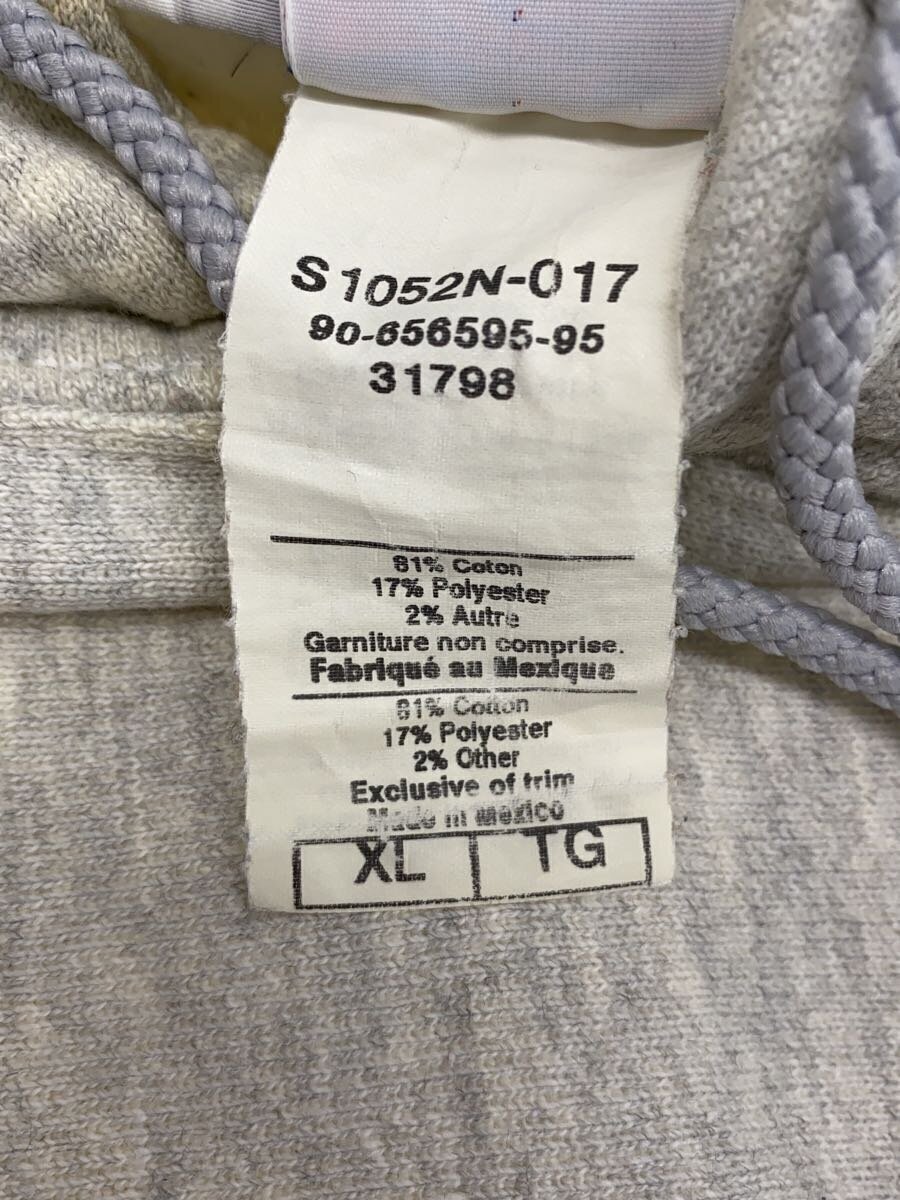 S1052N-017
90-656595-95
31798
81% Coton
17% Polyester
2% Autre
Garniture non comprise.
Fabriqué au Mexique
81% Cotton
17% Polyester
2% Other
Exclusive of trim
Made in Mexico
XL TG